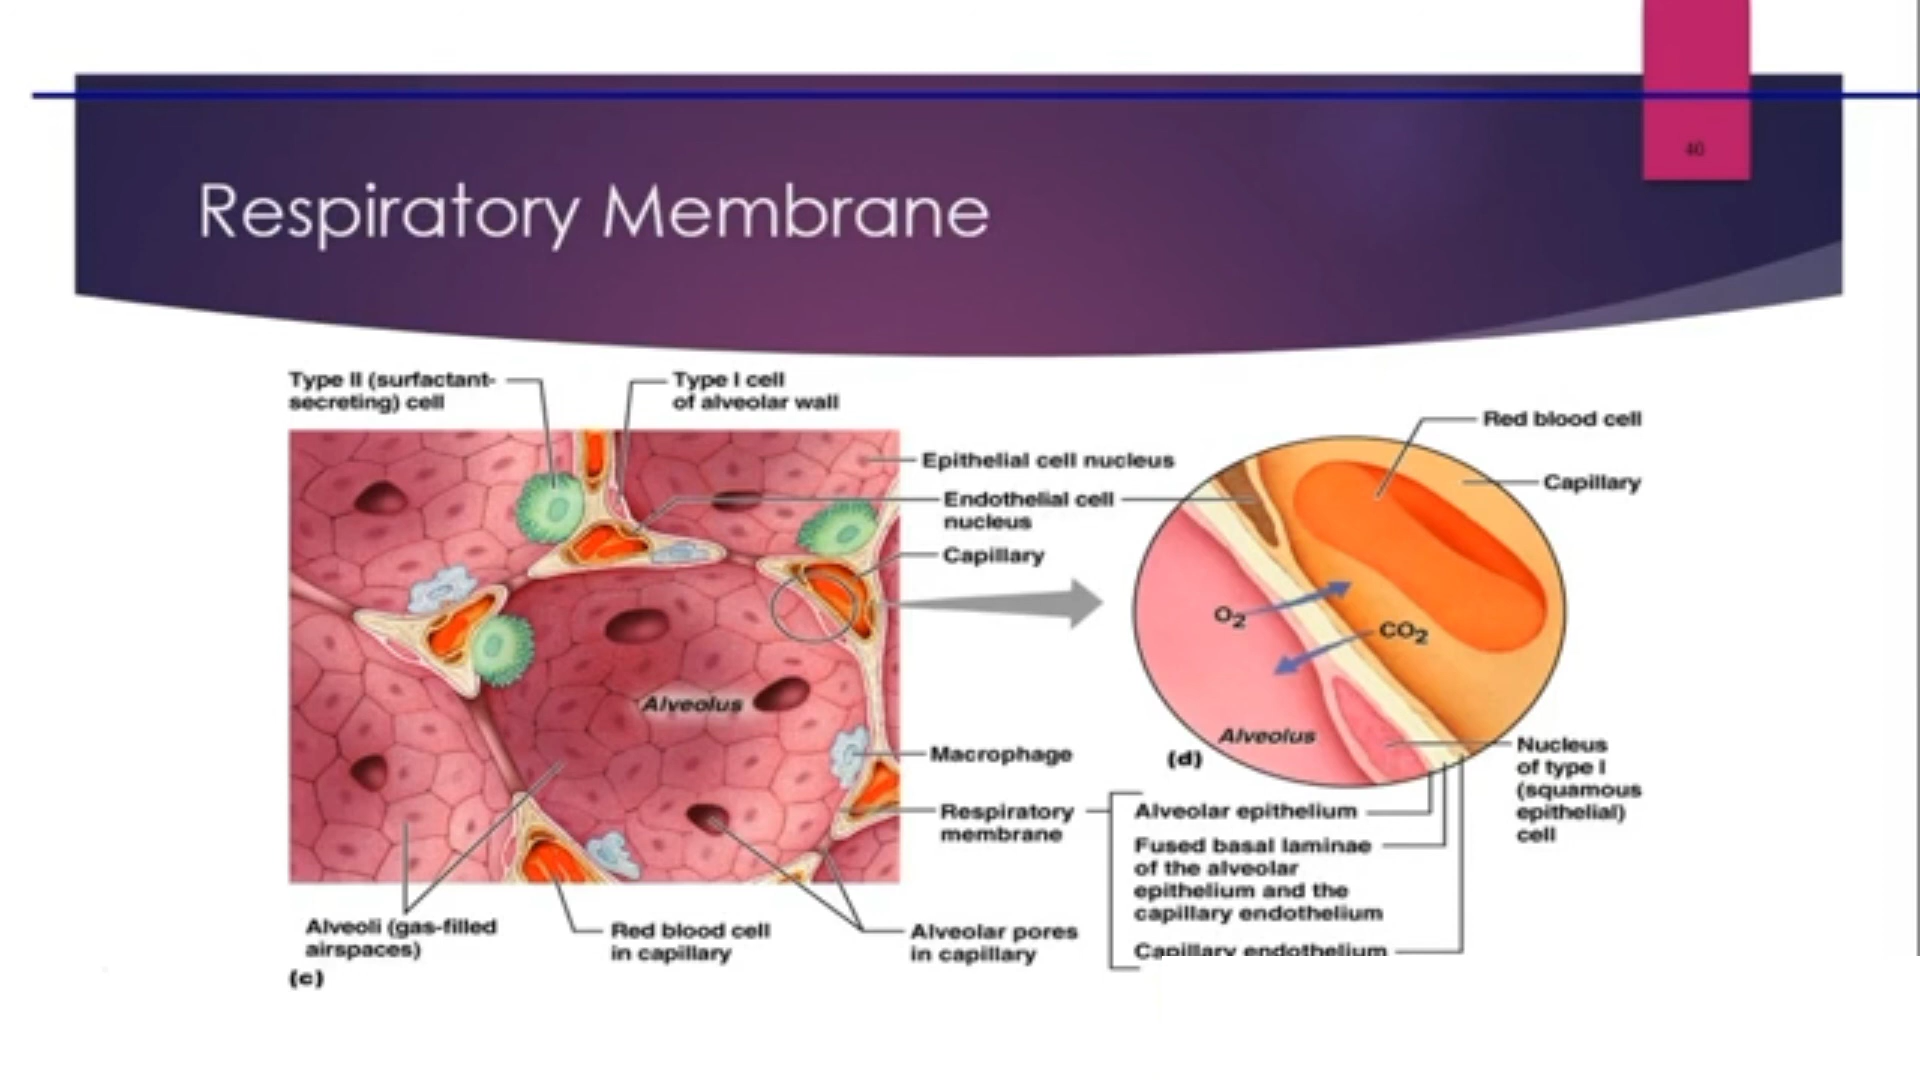 40
Respiratory Membrane
Type II (surfactant-
secreting) cell
Type I cell
of alveolar wall
Epithelial cell nucleus
Endothelial cell
nucleus
Capillary
Macrophage
Respiratory
membrane
Alveolus
Alveoli (gas-filled
airspaces)
(c)
Red blood cell
in capillary
Alveolar pores
in capillary
Red blood cell
Capillary
O2
CO2
Alveolus
(d)
Nucleus
of type I
(squamous
epithelial)
cell
Alveolar epithelium
Fused basal laminae
of the alveolar
epithelium and the
capillary endothelium
Capillary endothelium